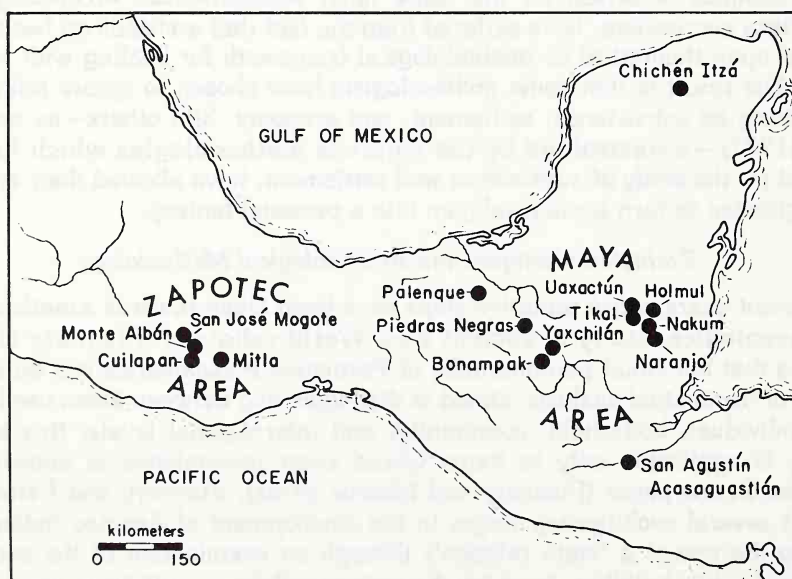 Chichén Itzá
GULF OF MEXICO
MAYA
Palenque
Uaxactún
Holmul
ZAPOTEC
San José Mogote
Tikal
Monte Albán
Piedras Negras
Yaxchilán
Nakum
Cuilapan
Mitla
Bonampak
Naranjo
AREA
AREA
San Agustín
Acasaguastlán
PACIFIC OCEAN
kilometers
0 150